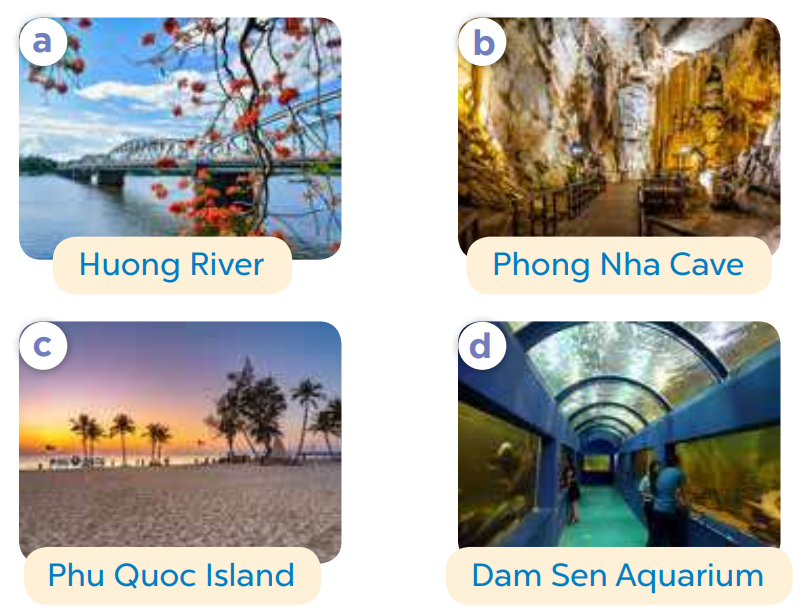 a
Huong River
b
Phong Nha Cave
c
Phu Quoc Island
d
Dam Sen Aquarium